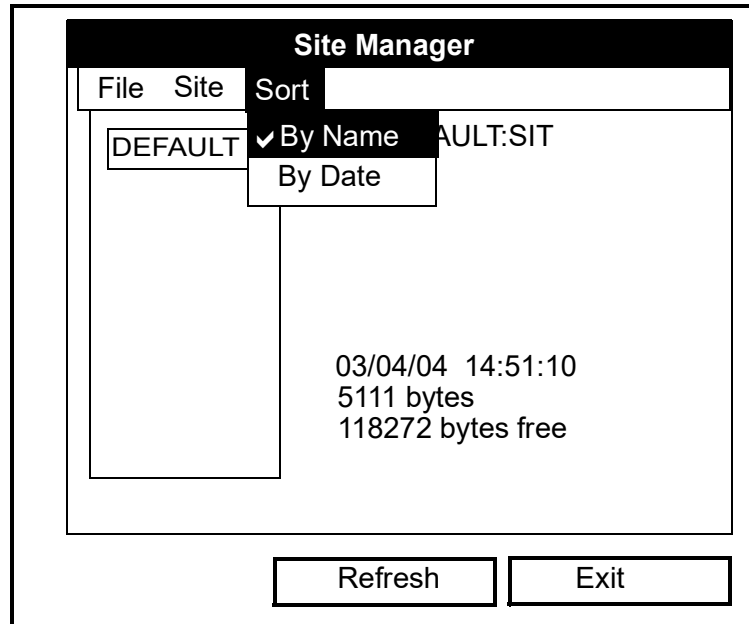 Site Manager
File Site Sort
✔By Name
AULT:SIT
DEFAULT
By Date
03/04/04 14:51:10
5111 bytes
118272 bytes free
Refresh
Exit